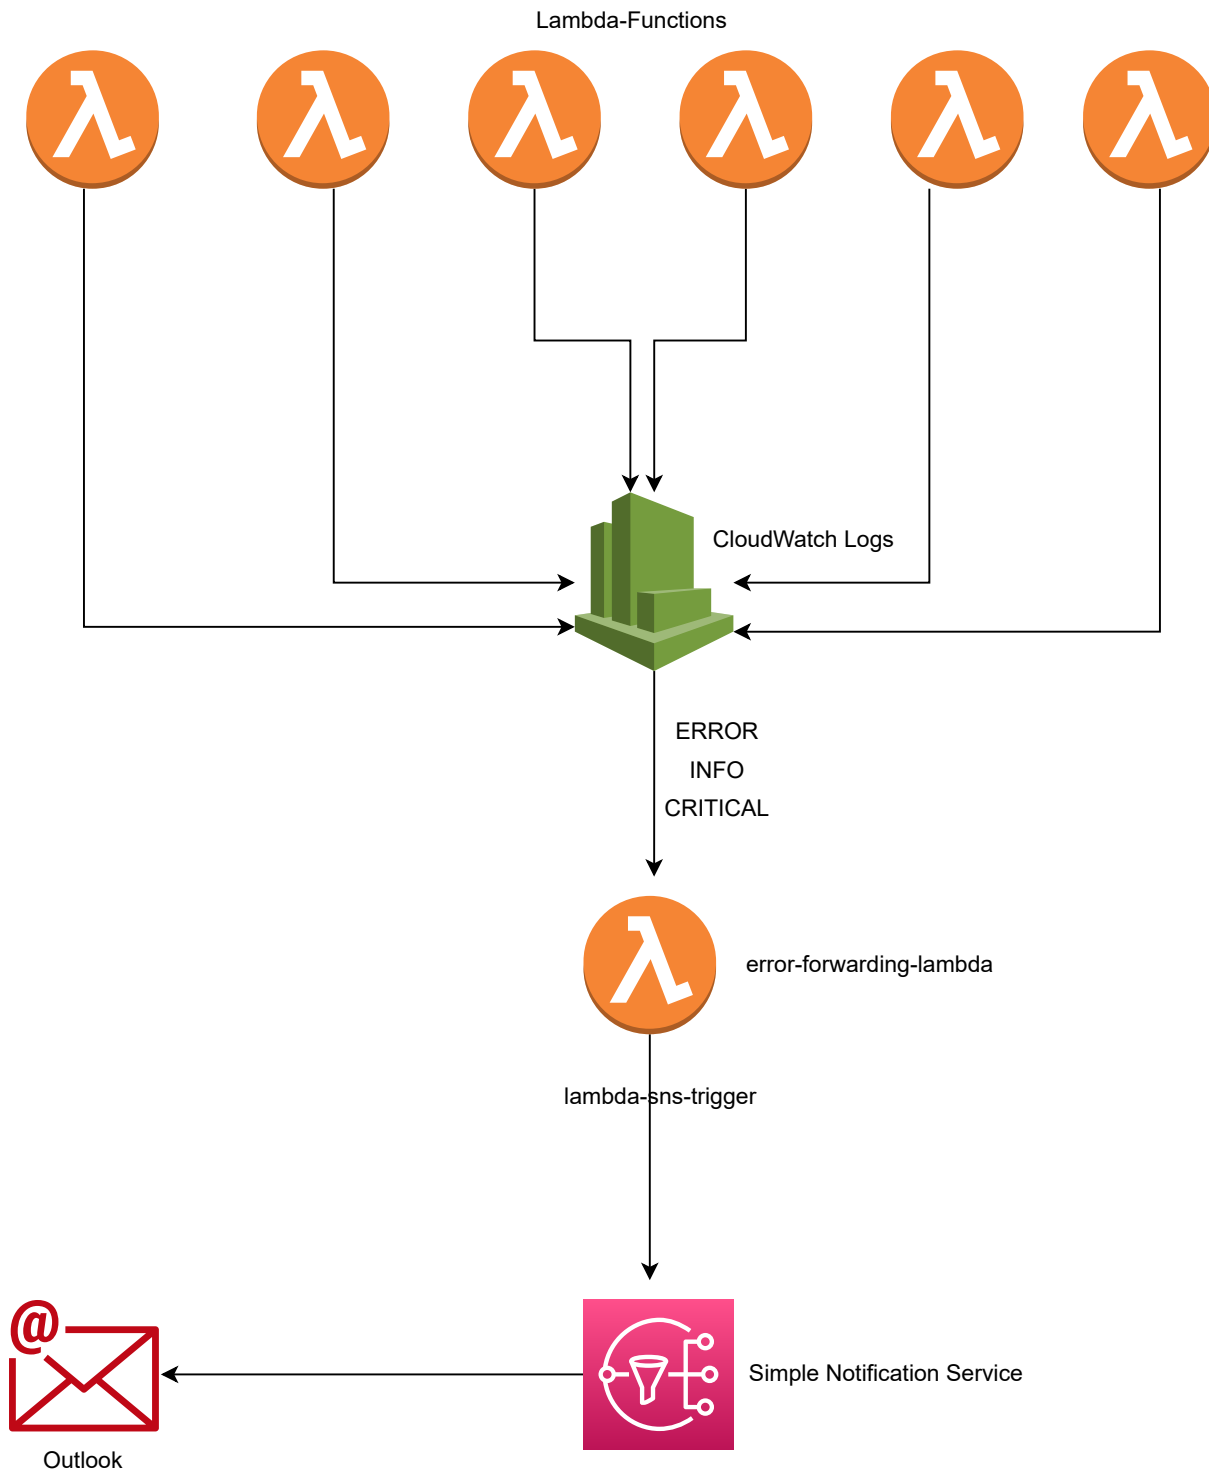 Lambda-Functions
CloudWatch Logs
ERROR
INFO
CRITICAL
error-forwarding-lambda
lambda-sns-trigger
Simple Notification Service
Outlook